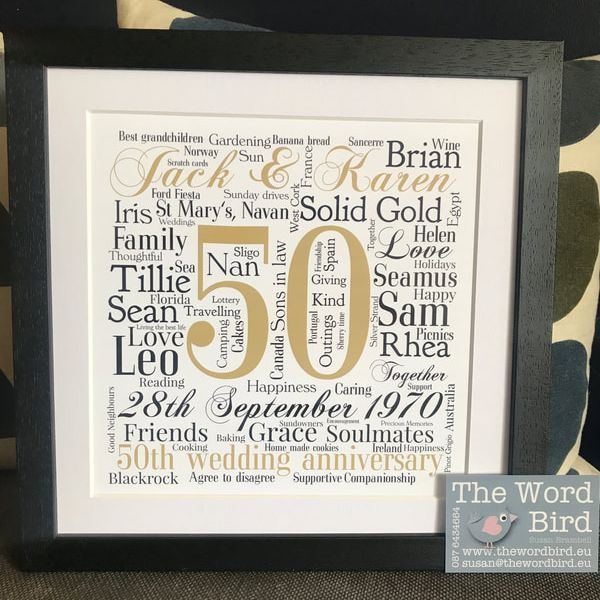 Best grandchildren Gardening Banana bread Sancerre Wine
Norway Sun France Brian
Scratch cards
Jack & Karen
Ford Fiesta Sunday drives West Cork Egypt
Iris St Mary's, Navan Solid Gold
Weddings
Family Together Helen
Thoughtful Love
Sea Holidays
Tillie Seamus
Florida Happy
Sean Sam
Living the best life
Love Silver Strand Picnics
Leo Rhea
50
Sligo
Nan
Lottery
Travelling
Camping
Cakes
Canada Sons in law
Friendship
Spain
Giving
Kind
Portugal
Outings
Sherry time
Reading Happiness Caring Together
Support
28th September 1970
Good Neighbours Sundowners Encouragement Precious Memories Australia
Friends Baking Grace Soulmates
Cooking Home made cookies Ireland Happiness
50th wedding anniversary
Pinot Grigio
Blackrock Agree to disagree Supportive Companionship
The Word
Bird
Susan Brambell
087 6434664
www.thewordbird.eu
susan@thewordbird.eu